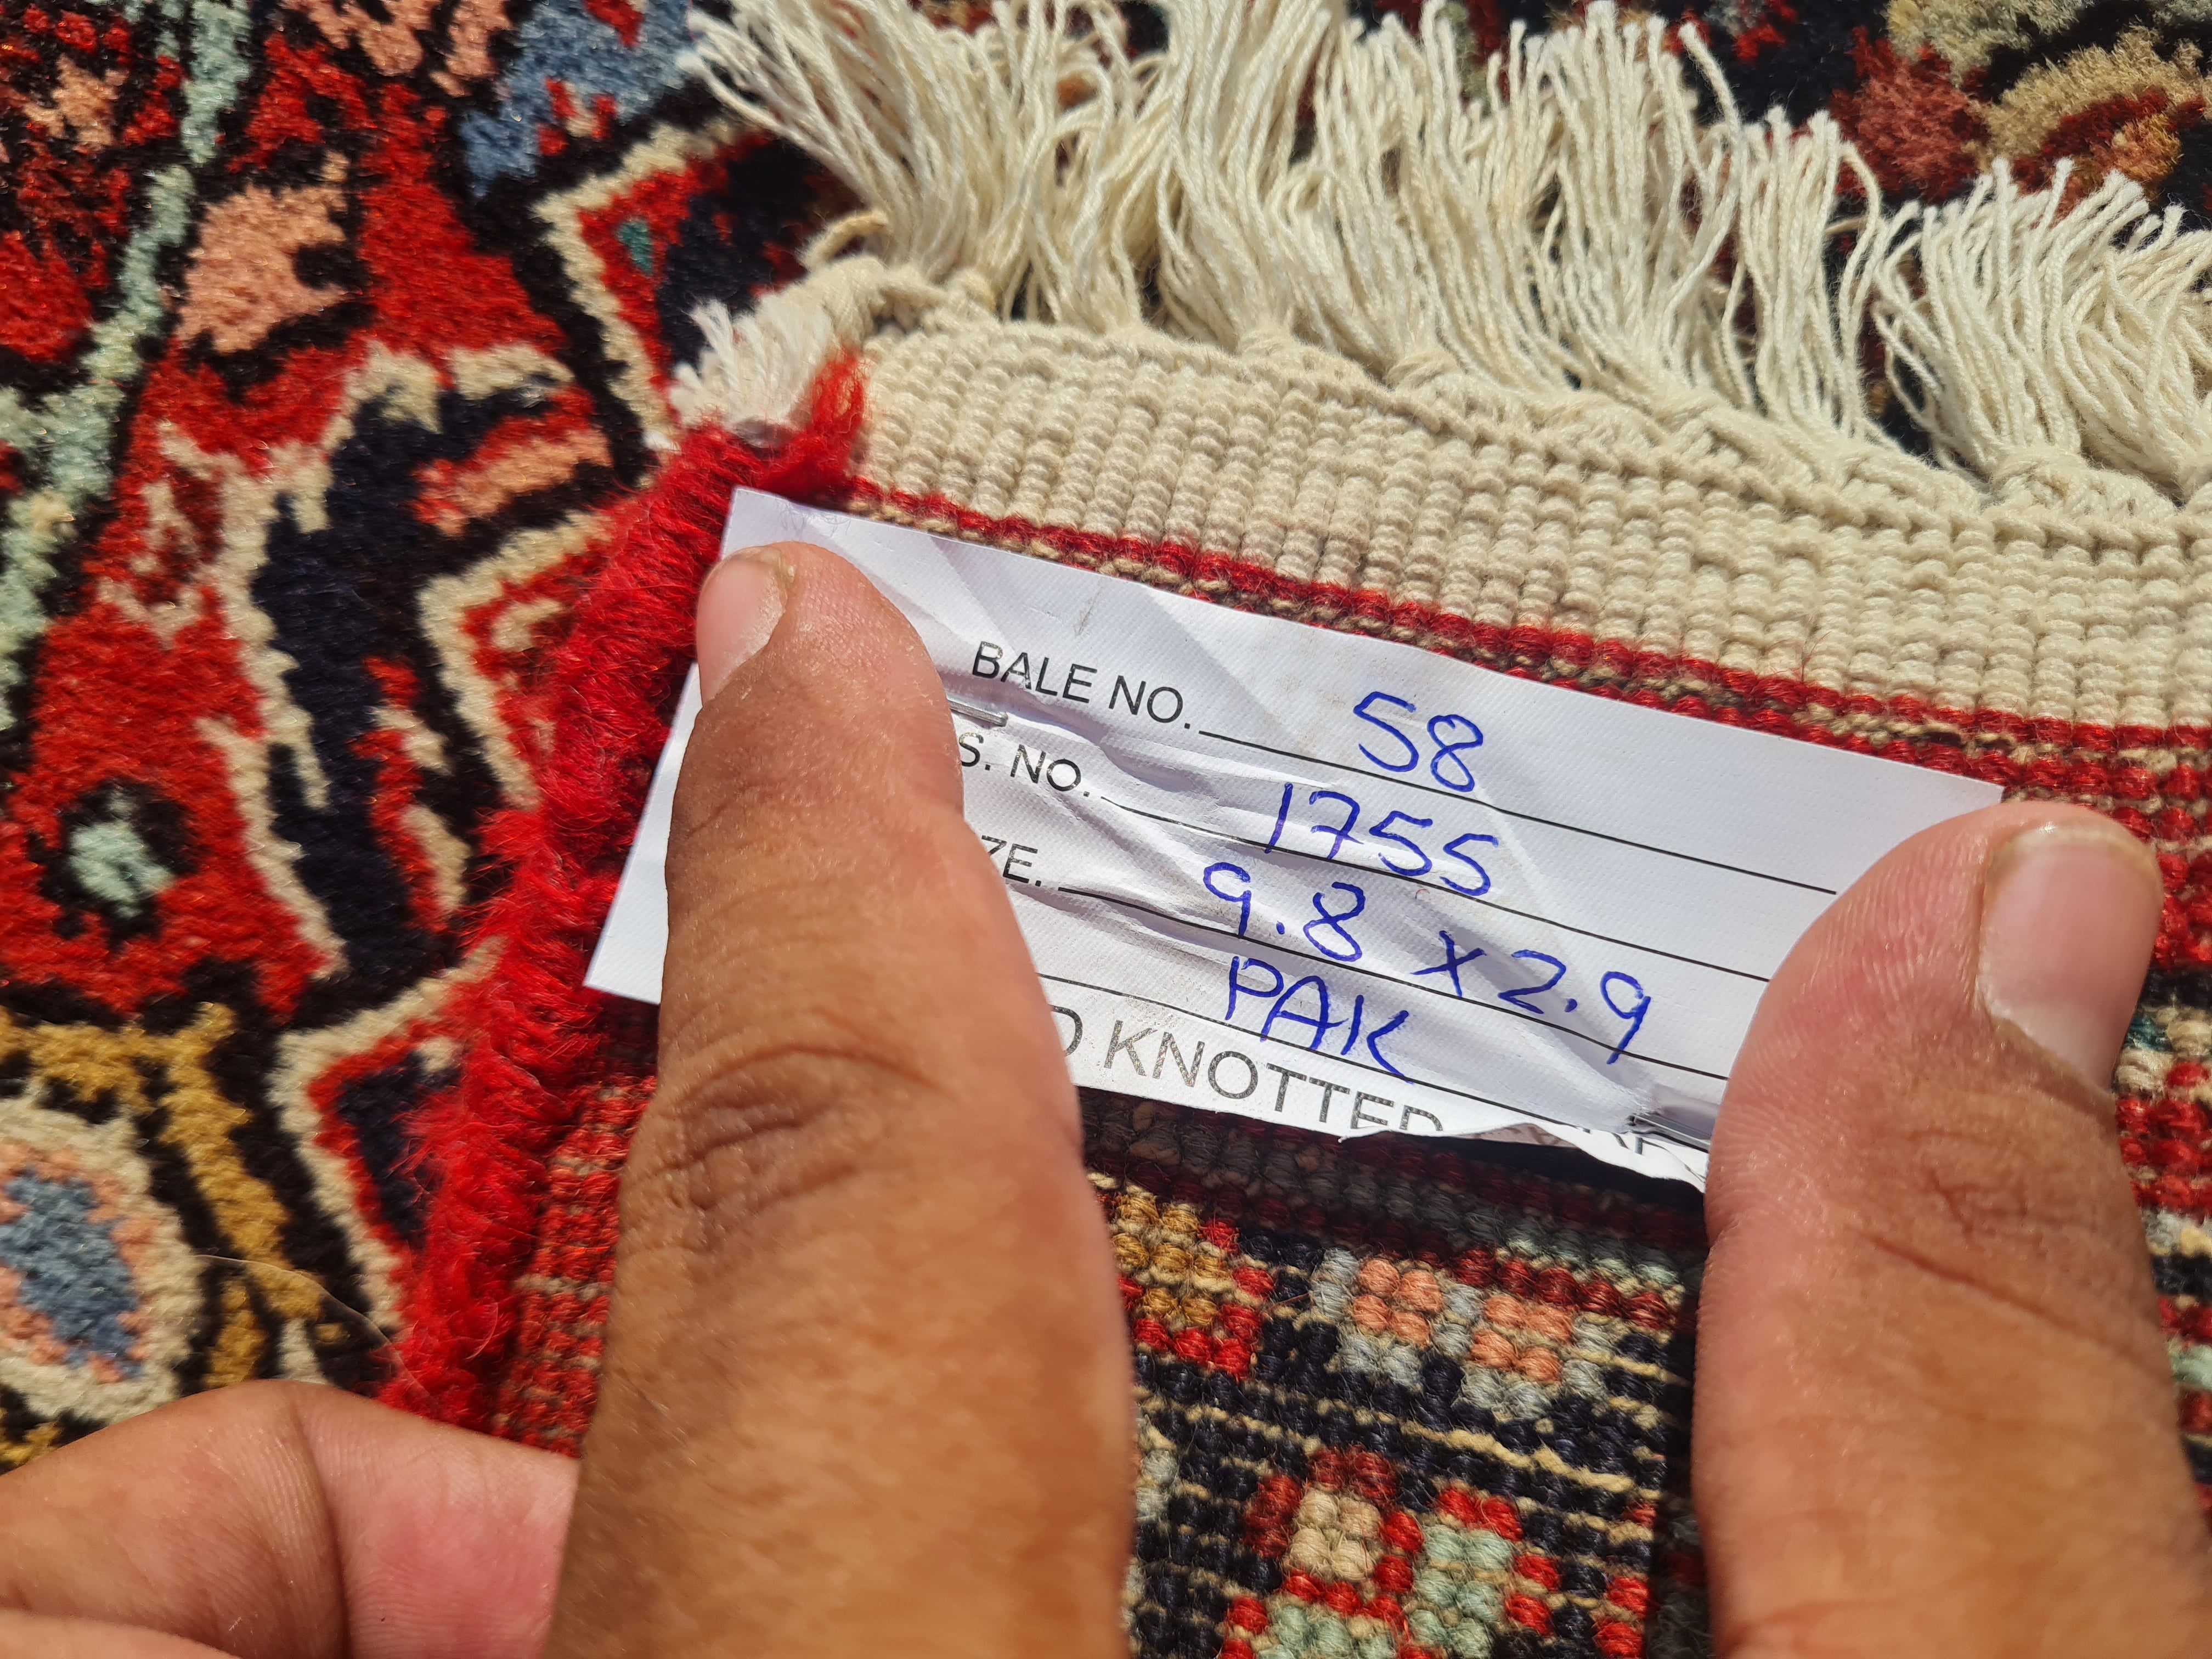 BALE NO. 58
S. NO. 1755
ZE. 9.8 x 2.9
PAK
D KNOTTED